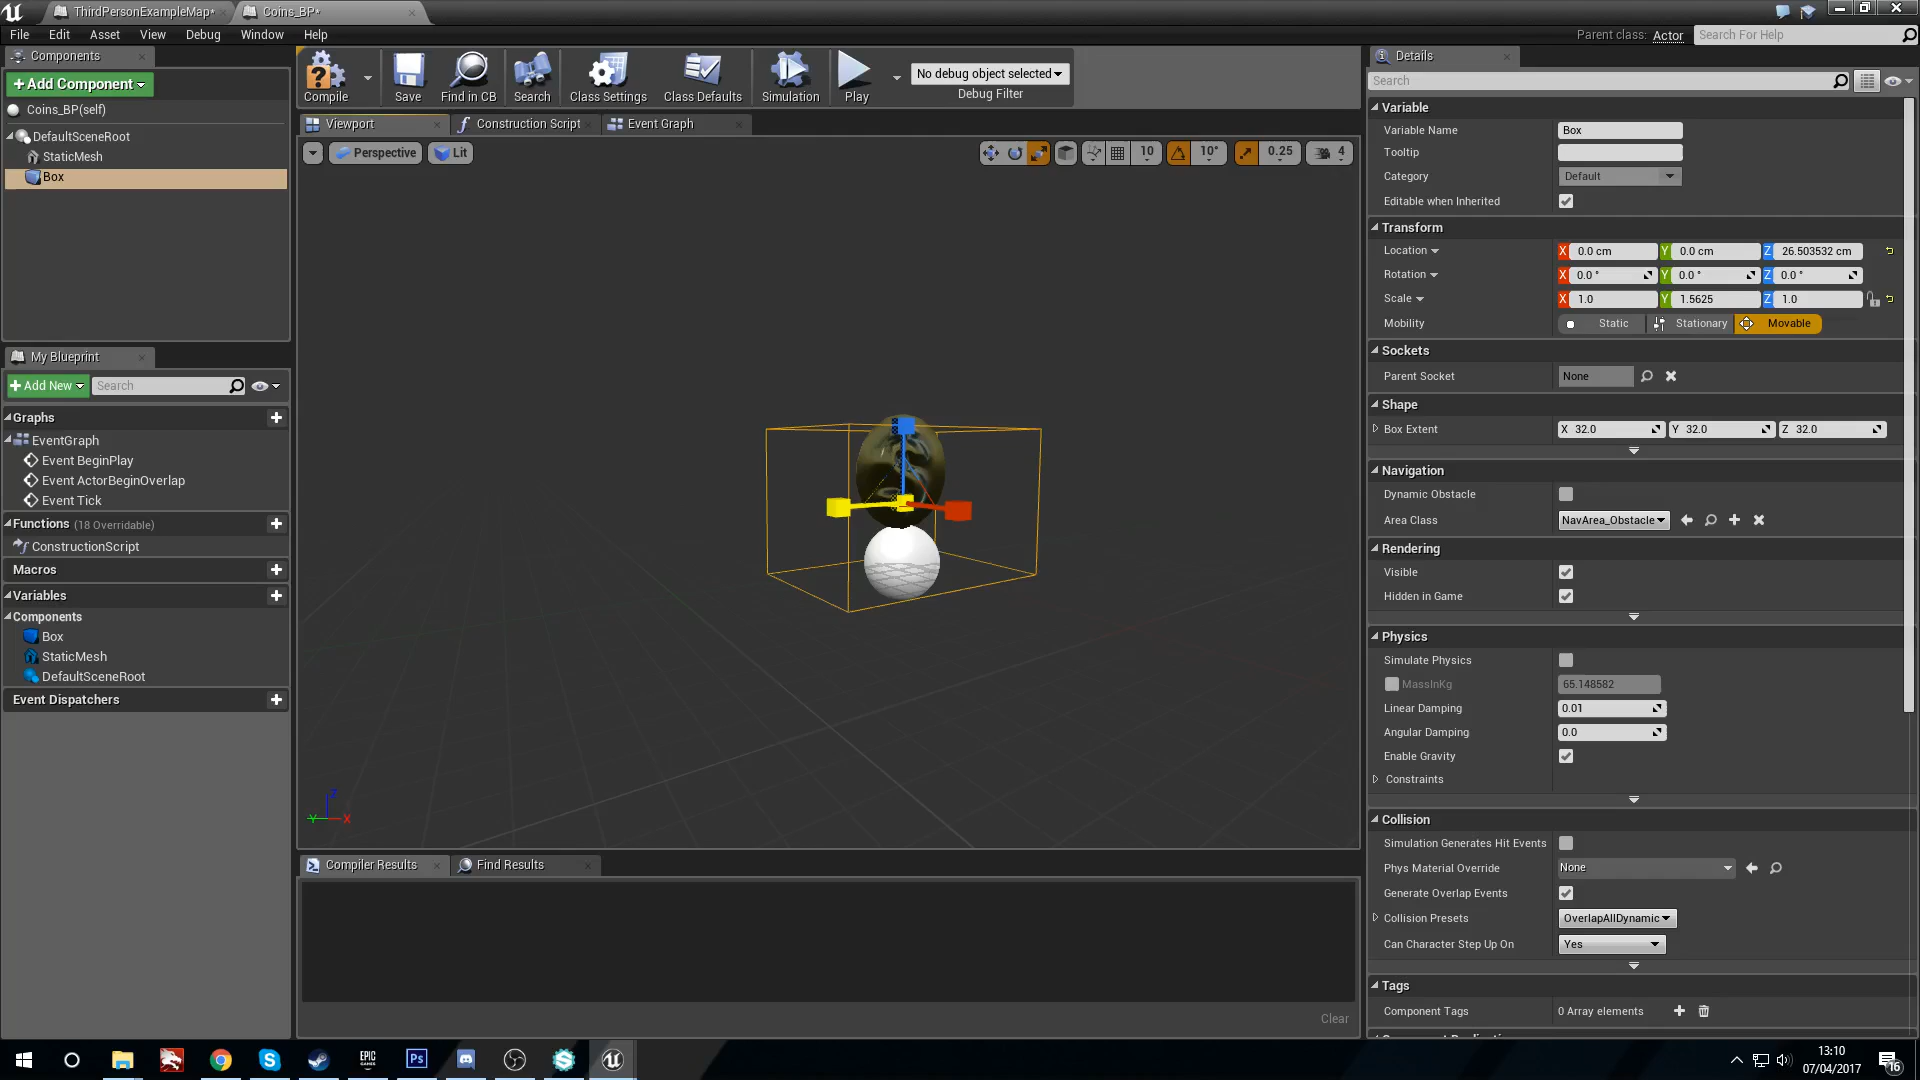 ThirdPersonExampleMap*
Coins_BP*
File Edit Asset View Debug Window Help
Parent class: Actor
Search For Help
Components
+Add Component
Coins_BP(self)
DefaultSceneRoot
StaticMesh
Box
My Blueprint
+Add New
Search
Graphs
EventGraph
Event BeginPlay
Event ActorBeginOverlap
Event Tick
Functions (18 Overridable)
ConstructionScript
Macros
Variables
Components
Box
StaticMesh
DefaultSceneRoot
Event Dispatchers
Compile
Save
Find in CB
Search
Class Settings
Class Defaults
Simulation
Play
No debug object selected
Debug Filter
Viewport
Construction Script
Event Graph
Perspective
Lit
10
10°
0.25
4
Z
Y
X
Compiler Results
Find Results
Clear
Details
Search
Variable
Variable Name Box
Tooltip
Category Default
Editable when Inherited
Transform
Location X 0.0 cm Y 0.0 cm Z 26.503532 cm
Rotation X 0.0 ° Y 0.0 ° Z 0.0 °
Scale X 1.0 Y 1.5625 Z 1.0
Mobility Static Stationary Movable
Sockets
Parent Socket None
Shape
Box Extent X 32.0 Y 32.0 Z 32.0
Navigation
Dynamic Obstacle
Area Class NavArea_Obstacle
Rendering
Visible
Hidden in Game
Physics
Simulate Physics
MassInKg 65.148582
Linear Damping 0.01
Angular Damping 0.0
Enable Gravity
Constraints
Collision
Simulation Generates Hit Events
Phys Material Override None
Generate Overlap Events
Collision Presets OverlapAllDynamic
Can Character Step Up On Yes
Tags
Component Tags 0 Array elements
EPIC
GAMES
Ps
13:10
07/04/2017
16